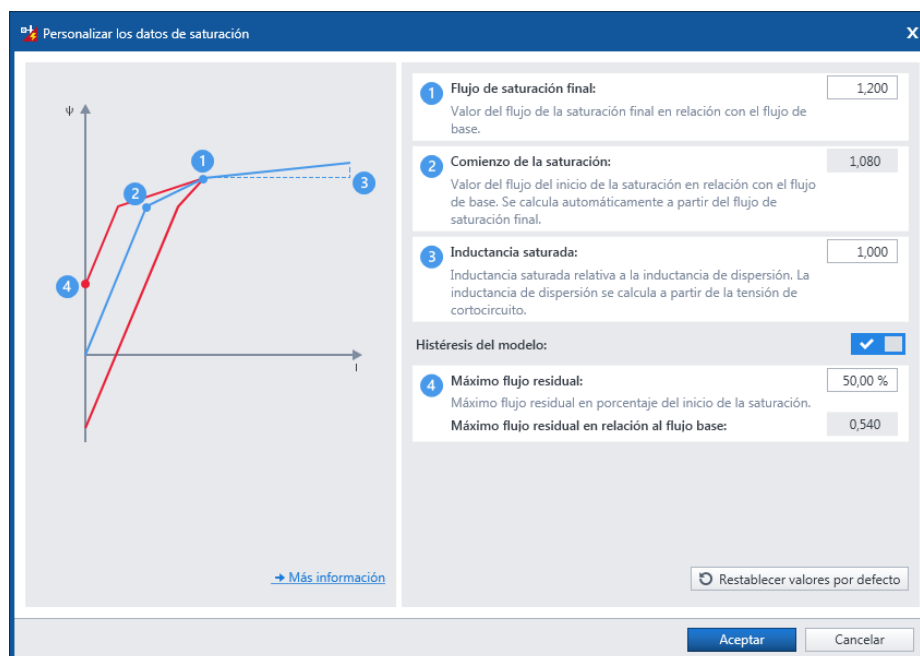 Personalizar los datos de saturación
X
ψ
1
2
3
4
I
→ Más información
1
Flujo de saturación final:
1,200
Valor del flujo de la saturación final en relación con el flujo de
base.
2
Comienzo de la saturación:
1,080
Valor del flujo del inicio de la saturación en relación con el flujo
de base. Se calcula automáticamente a partir del flujo de
saturación final.
3
Inductancia saturada:
1,000
Inductancia saturada relativa a la inductancia de dispersión. La
inductancia de dispersión se calcula a partir de la tensión de
cortocircuito.
Histéresis del modelo:
4
Máximo flujo residual:
50,00 %
Máximo flujo residual en porcentaje del inicio de la saturación.
Máximo flujo residual en relación al flujo base:
0,540
Restablecer valores por defecto
Aceptar
Cancelar